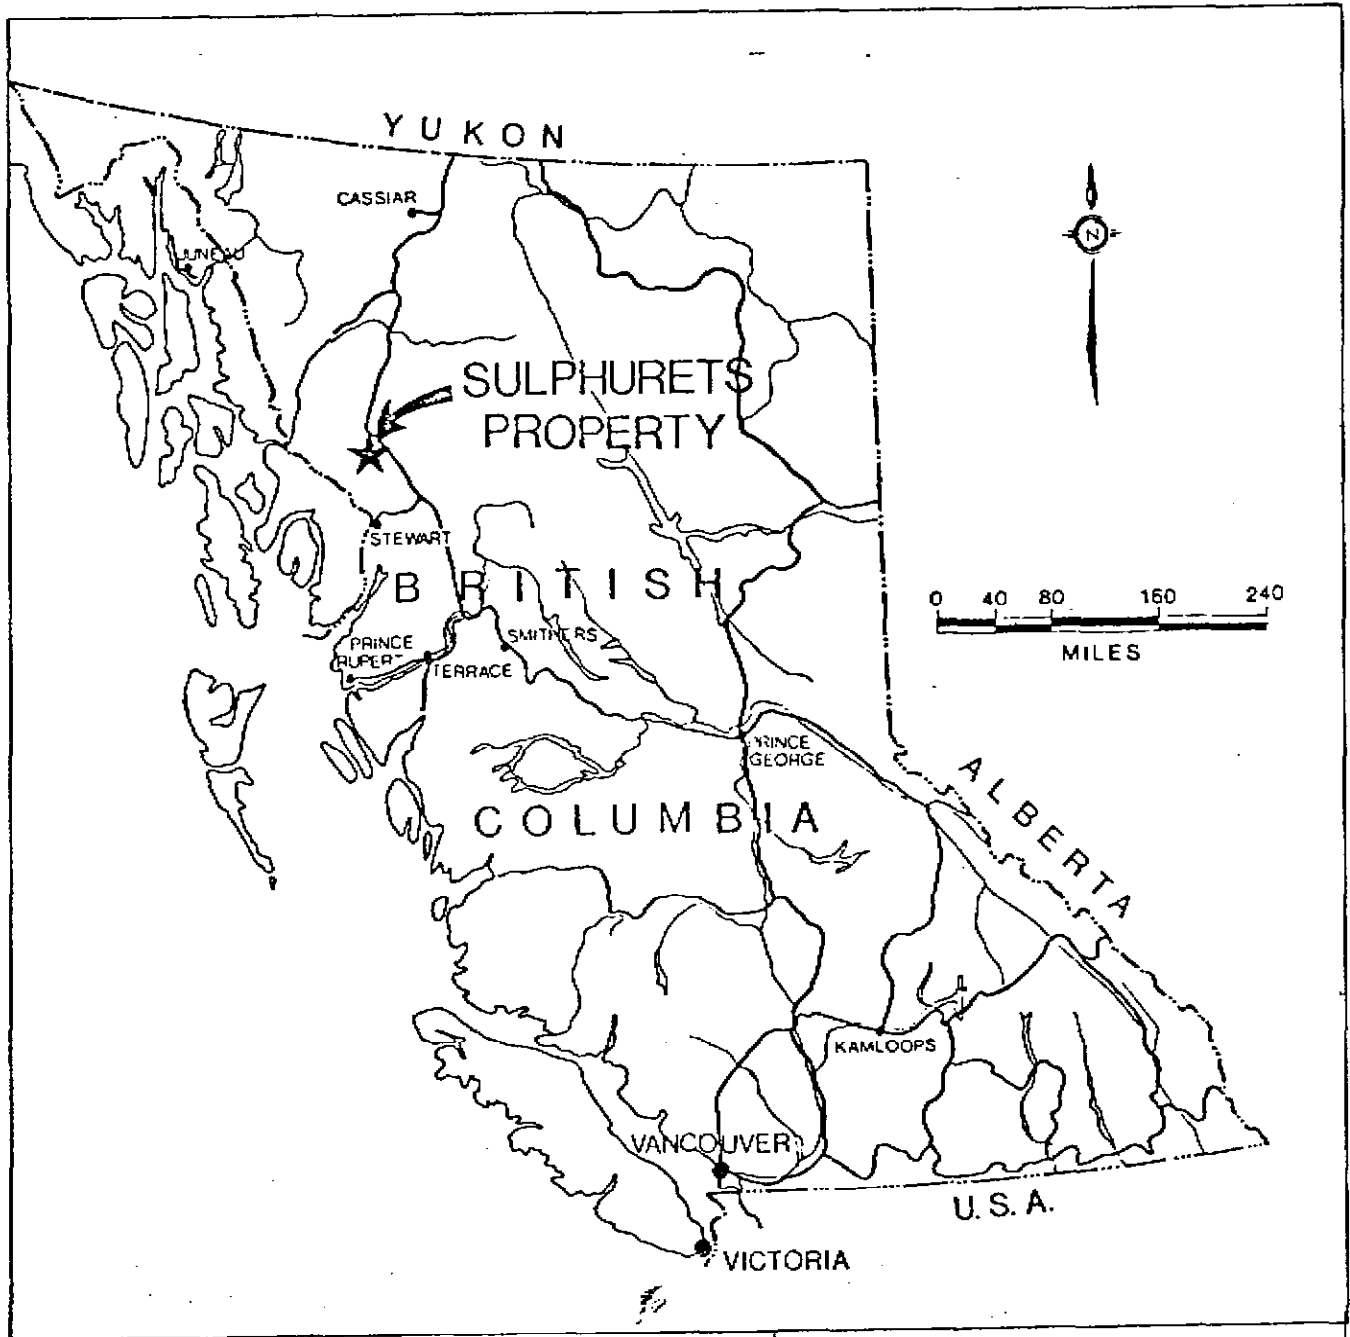 YUKON
CASSIAR
JUNEAU
N
SULPHURETS
PROPERTY
STEWART
BRITISH
0 40 80 160 240
MILES
PRINCE
RUPERT
SMITHERS
TERRACE
PRINCE
GEORGE
ALBERTA
COLUMBIA
KAMLOOPS
VANCOUVER
U.S.A.
VICTORIA